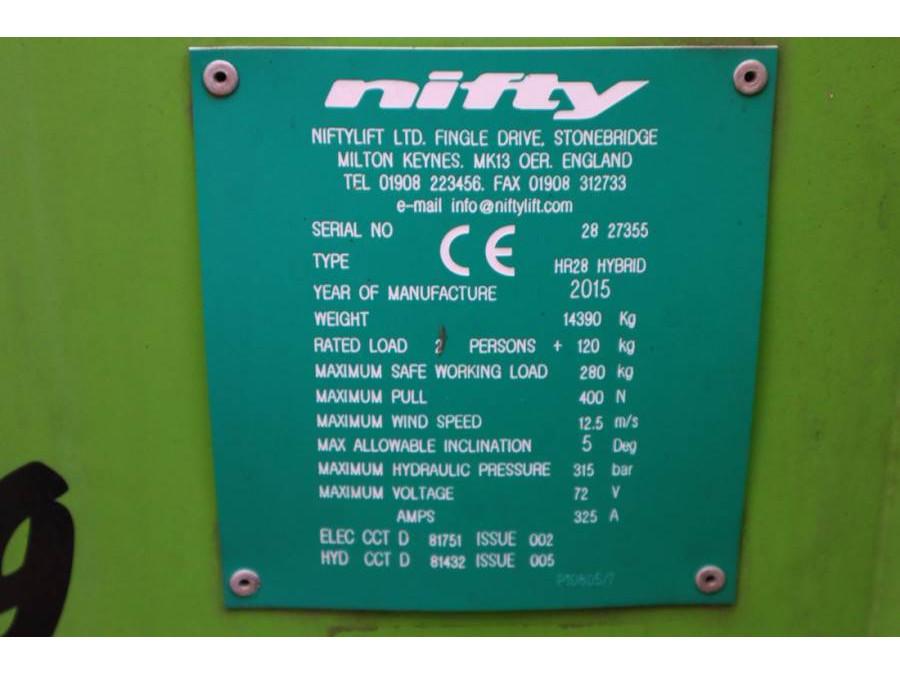 nifty
NIFTYLIFT LTD. FINGLE DRIVE, STONEBRIDGE
MILTON KEYNES. MK13 OER. ENGLAND
TEL 01908 223456. FAX 01908 312733
e-mail info@niftylift.com
SERIAL NO 28 27355
CE
TYPE HR28 HYBRID
YEAR OF MANUFACTURE 2015
WEIGHT 14390 Kg
RATED LOAD 2 PERSONS + 120 kg
MAXIMUM SAFE WORKING LOAD 280 kg
MAXIMUM PULL 400 N
MAXIMUM WIND SPEED 12.5 m/s
MAX ALLOWABLE INCLINATION 5 Deg
MAXIMUM HYDRAULIC PRESSURE 315 bar
MAXIMUM VOLTAGE 72 V
AMPS 325 A
ELEC CCT D 81751 ISSUE 002
HYD CCT D 81432 ISSUE 005
P10805/7
9